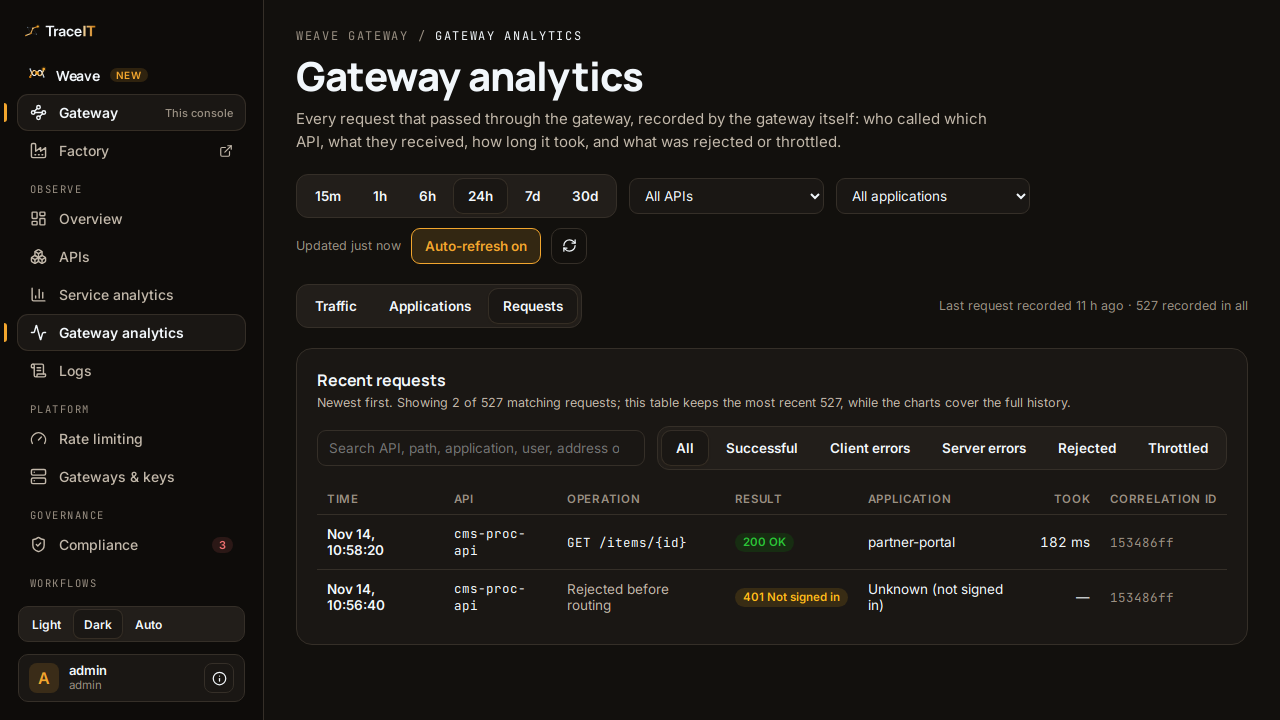 TraceIT
Weave NEW
Gateway This console
Factory
OBSERVE
Overview
APIs
Service analytics
Gateway analytics
Logs
PLATFORM
Rate limiting
Gateways & keys
GOVERNANCE
Compliance 3
WORKFLOWS
Light Dark Auto
A admin
admin
WEAVE GATEWAY / GATEWAY ANALYTICS
Gateway analytics
Every request that passed through the gateway, recorded by the gateway itself: who called which
API, what they received, how long it took, and what was rejected or throttled.
15m 1h 6h 24h 7d 30d All APIs All applications
Updated just now Auto-refresh on
Traffic Applications Requests Last request recorded 11 h ago · 527 recorded in all
Recent requests
Newest first. Showing 2 of 527 matching requests; this table keeps the most recent 527, while the charts cover the full history.
Search API, path, application, user, address o All Successful Client errors Server errors Rejected Throttled
TIME API OPERATION RESULT APPLICATION TOOK CORRELATION ID
Nov 14, cms-proc-
10:58:20 api GET /items/{id} 200 OK partner-portal 182 ms 153486ff
Nov 14, cms-proc- Rejected before 401 Not signed in Unknown (not signed — 153486ff
10:56:40 api routing in)